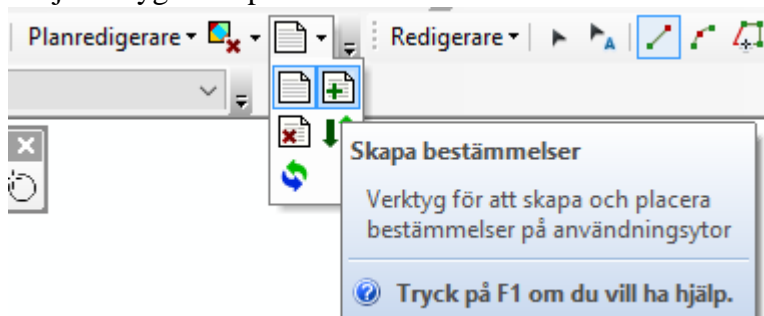 Planredigerare
Redigerare
Skapa bestämmelser
Verktyg för att skapa och placera
bestämmelser på användningsytor
Tryck på F1 om du vill ha hjälp.